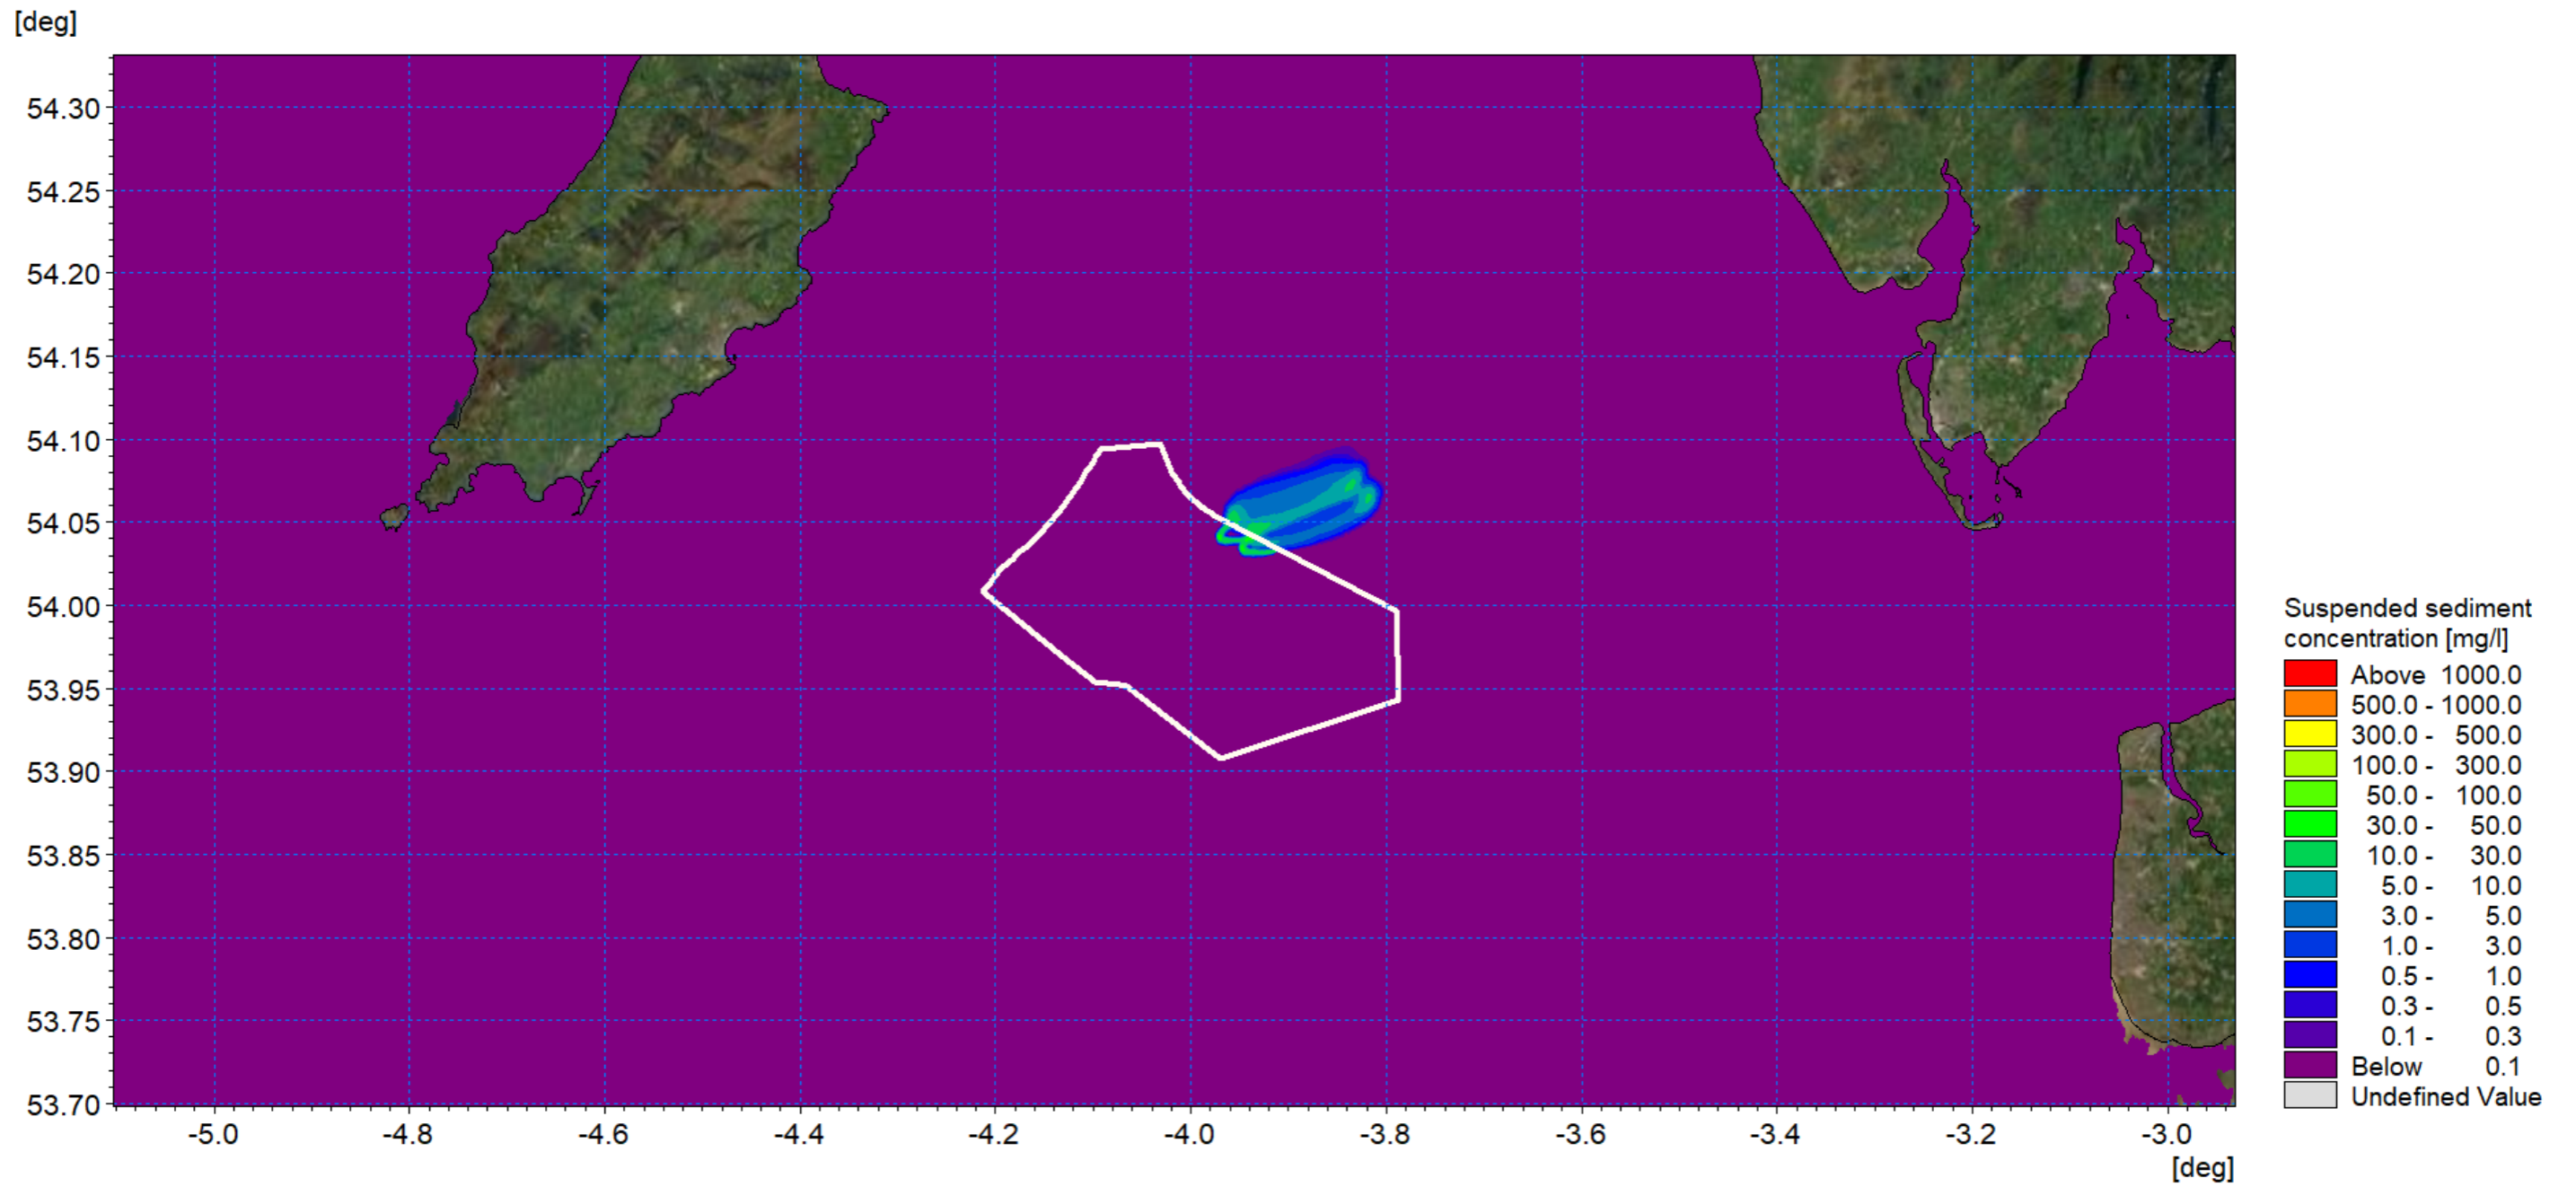 [deg]
54.30
54.25
54.20
54.15
54.10
54.05
54.00
53.95
53.90
53.85
53.80
53.75
53.70
-5.0 -4.8 -4.6 -4.4 -4.2 -4.0 -3.8 -3.6 -3.4 -3.2 -3.0
[deg]
Suspended sediment
concentration [mg/l]
Above 1000.0
500.0 - 1000.0
300.0 - 500.0
100.0 - 300.0
50.0 - 100.0
30.0 - 50.0
10.0 - 30.0
5.0 - 10.0
3.0 - 5.0
1.0 - 3.0
0.5 - 1.0
0.3 - 0.5
0.1 - 0.3
Below 0.1
Undefined Value